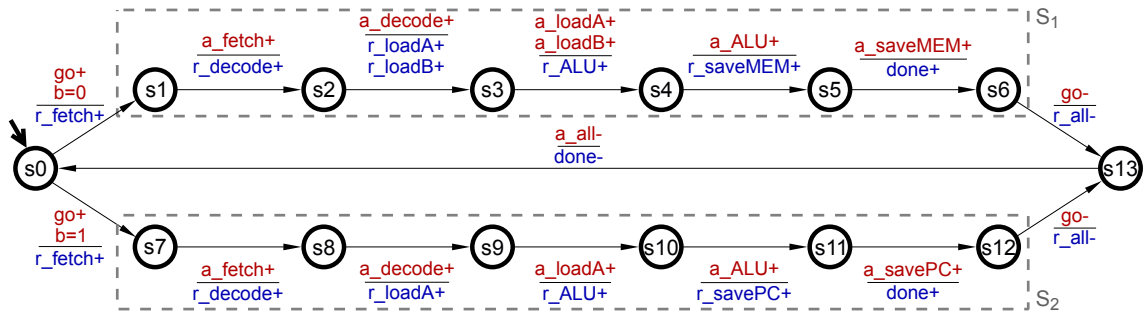 S1
go+
b=0
r_fetch+
a_fetch+
r_decode+
a_decode+
r_loadA+
r_loadB+
a_loadA+
a_loadB+
r_ALU+
a_ALU+
r_saveMEM+
a_saveMEM+
done+
go-
r_all-
s1
s2
s3
s4
s5
s6
s0
a_all-
done-
s13
go+
b=1
r_fetch+
s7
s8
s9
s10
s11
s12
go-
r_all-
a_fetch+
r_decode+
a_decode+
r_loadA+
a_loadA+
r_ALU+
a_ALU+
r_savePC+
a_savePC+
done+
S2